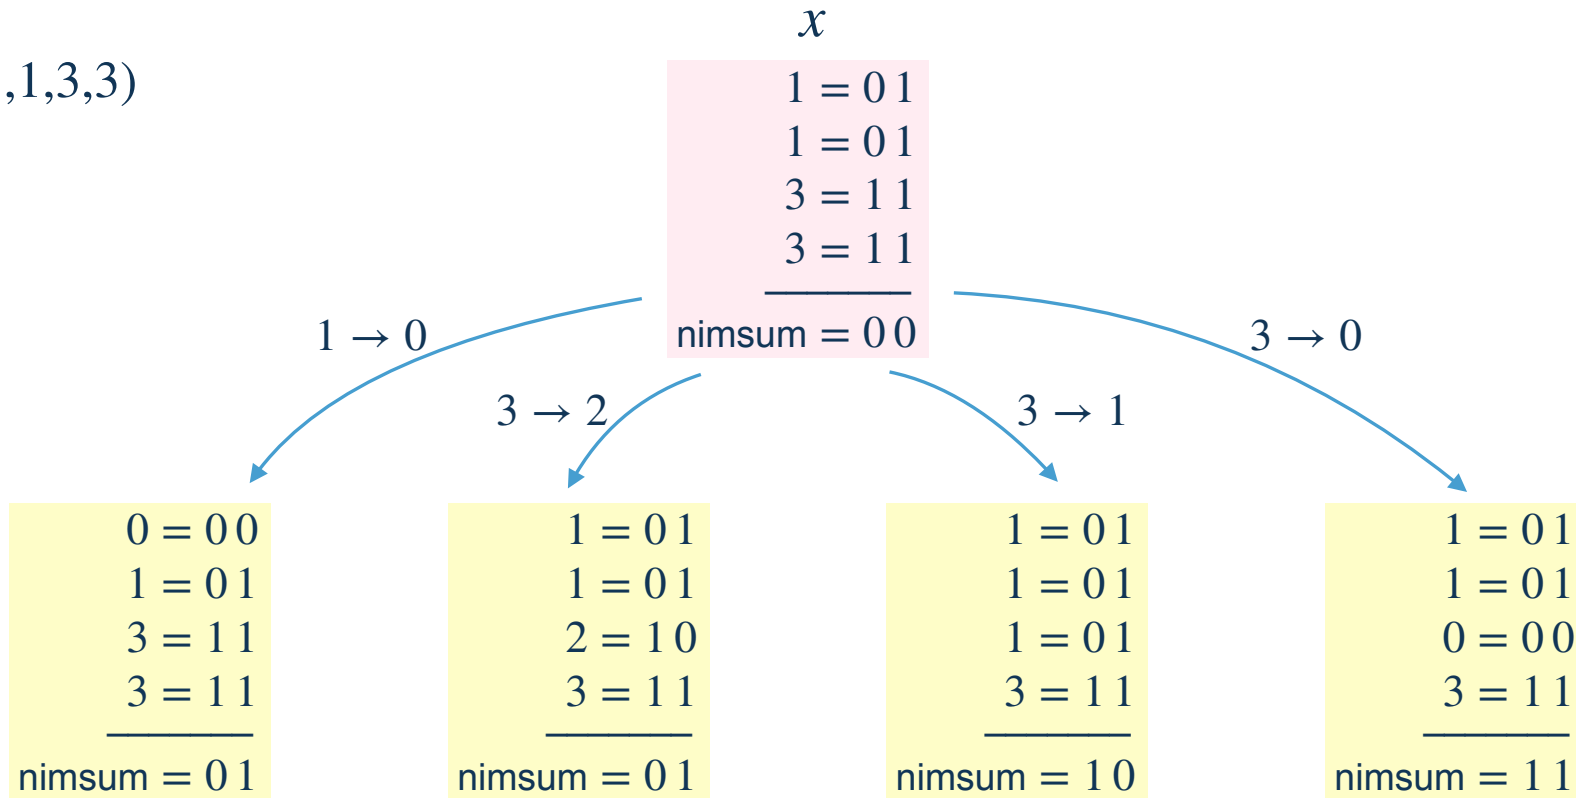 x
,1,3,3)
1 = 0 1
1 = 0 1
3 = 1 1
3 = 1 1
nimsum = 0 0
1 → 0
3 → 0
3 → 2
3 → 1
0 = 0 0
1 = 0 1
3 = 1 1
3 = 1 1
nimsum = 0 1
1 = 0 1
1 = 0 1
2 = 1 0
3 = 1 1
nimsum = 0 1
1 = 0 1
1 = 0 1
1 = 0 1
3 = 1 1
nimsum = 1 0
1 = 0 1
1 = 0 1
0 = 0 0
3 = 1 1
nimsum = 1 1